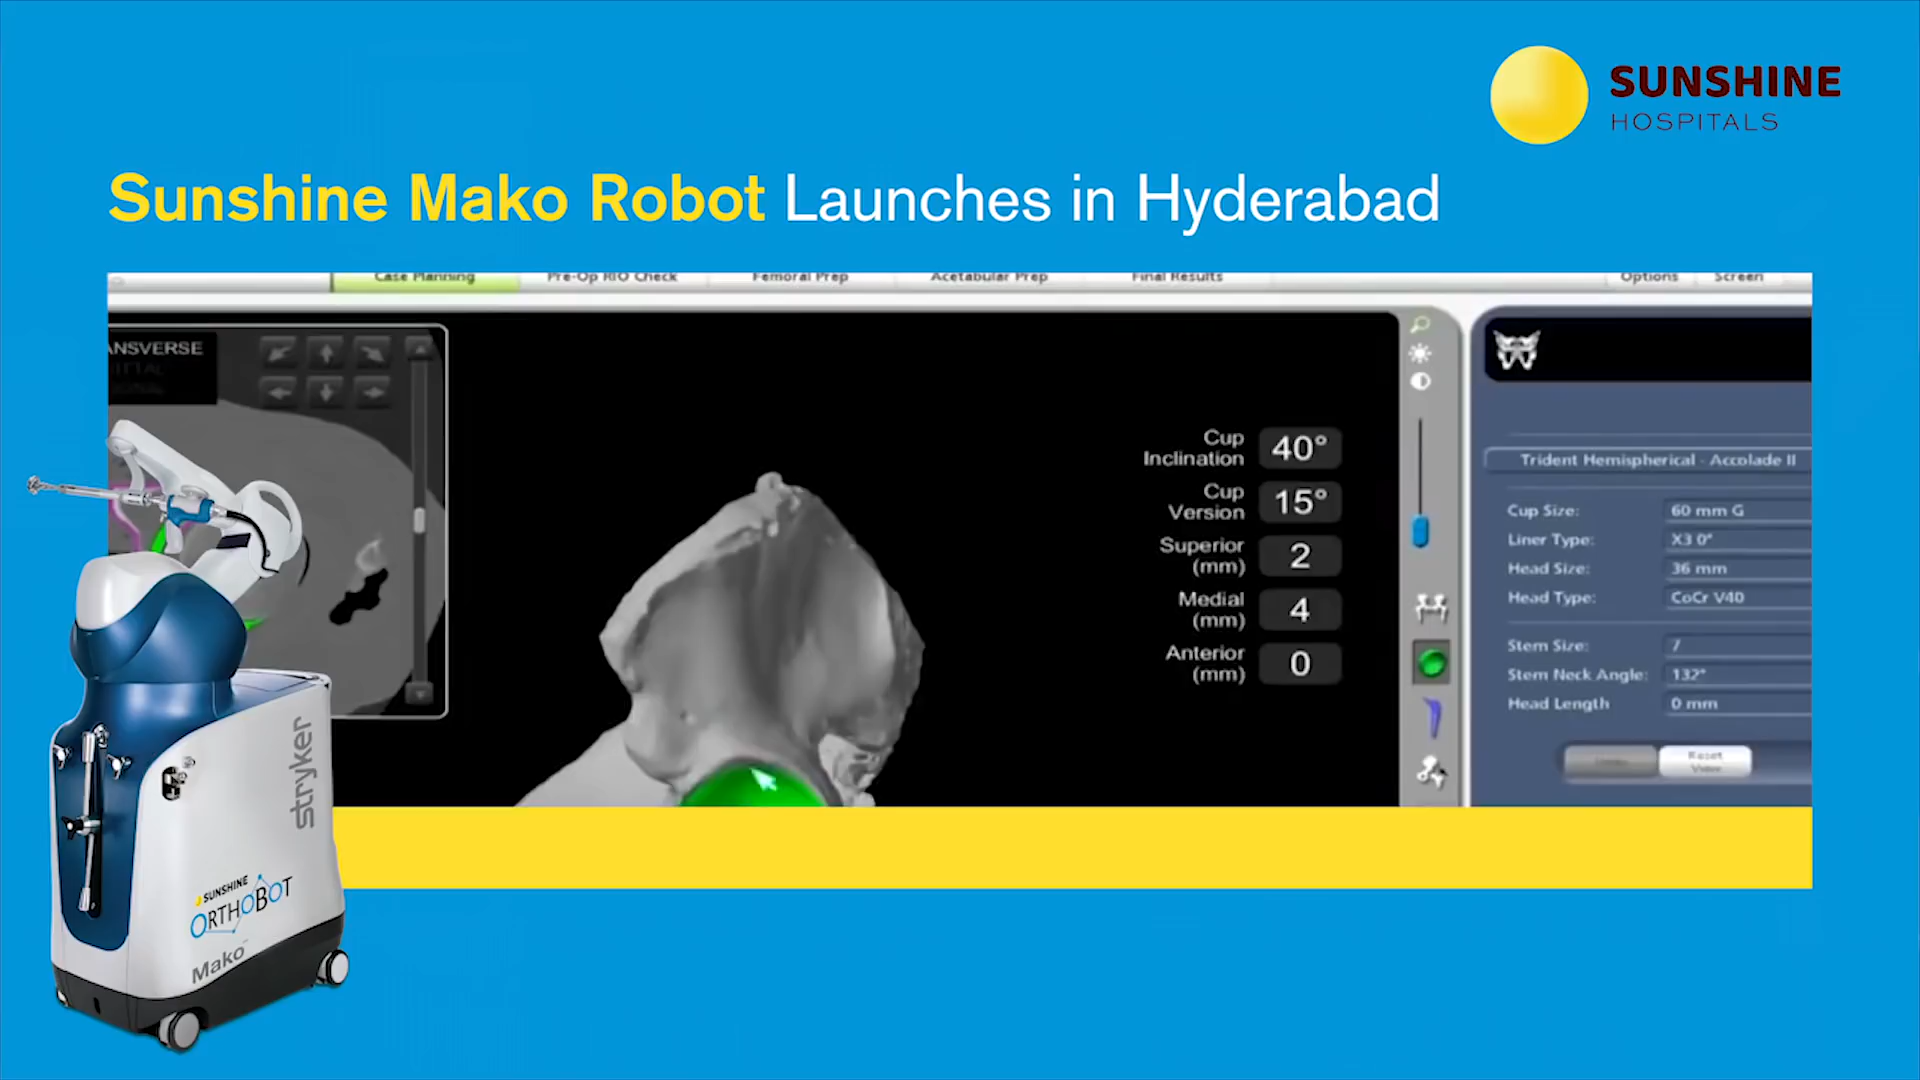 SUNSHINE
HOSPITALS
Sunshine Mako Robot Launches in Hyderabad
Case Planning
Pre-Op RIO Check
Femoral Prep
Acetabular Prep
Final Results
Options
Screen
ANSVERSE
Cup
Inclination 40°
Cup
Version 15°
Superior
(mm) 2
Medial
(mm) 4
Anterior
(mm) 0
Trident Hemispherical - Accolade II
Cup Size: 60 mm G
Liner Type: X3 0°
Head Size: 36 mm
Head Type: CoCr V40
Stem Size: 7
Stem Neck Angle: 132°
Head Length 0 mm
Reset
View
stryker
SUNSHINE
ORTHOBOT
Mako